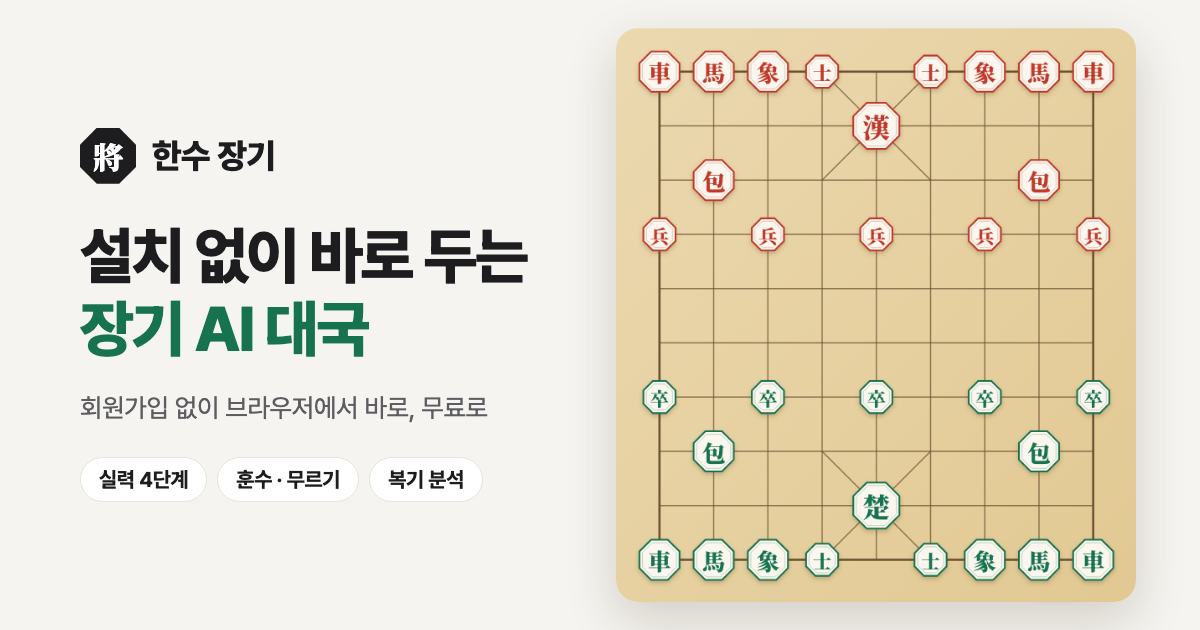 將 한수 장기
설치 없이 바로 두는
장기 AI 대국
회원가입 없이 브라우저에서 바로, 무료로
실력 4단계 훈수 · 무르기 복기 분석
車 馬 象 士 士 象 馬 車
漢
包 包
兵 兵 兵 兵 兵
卒 卒 卒 卒 卒
包 包
楚
車 馬 象 士 士 象 馬 車